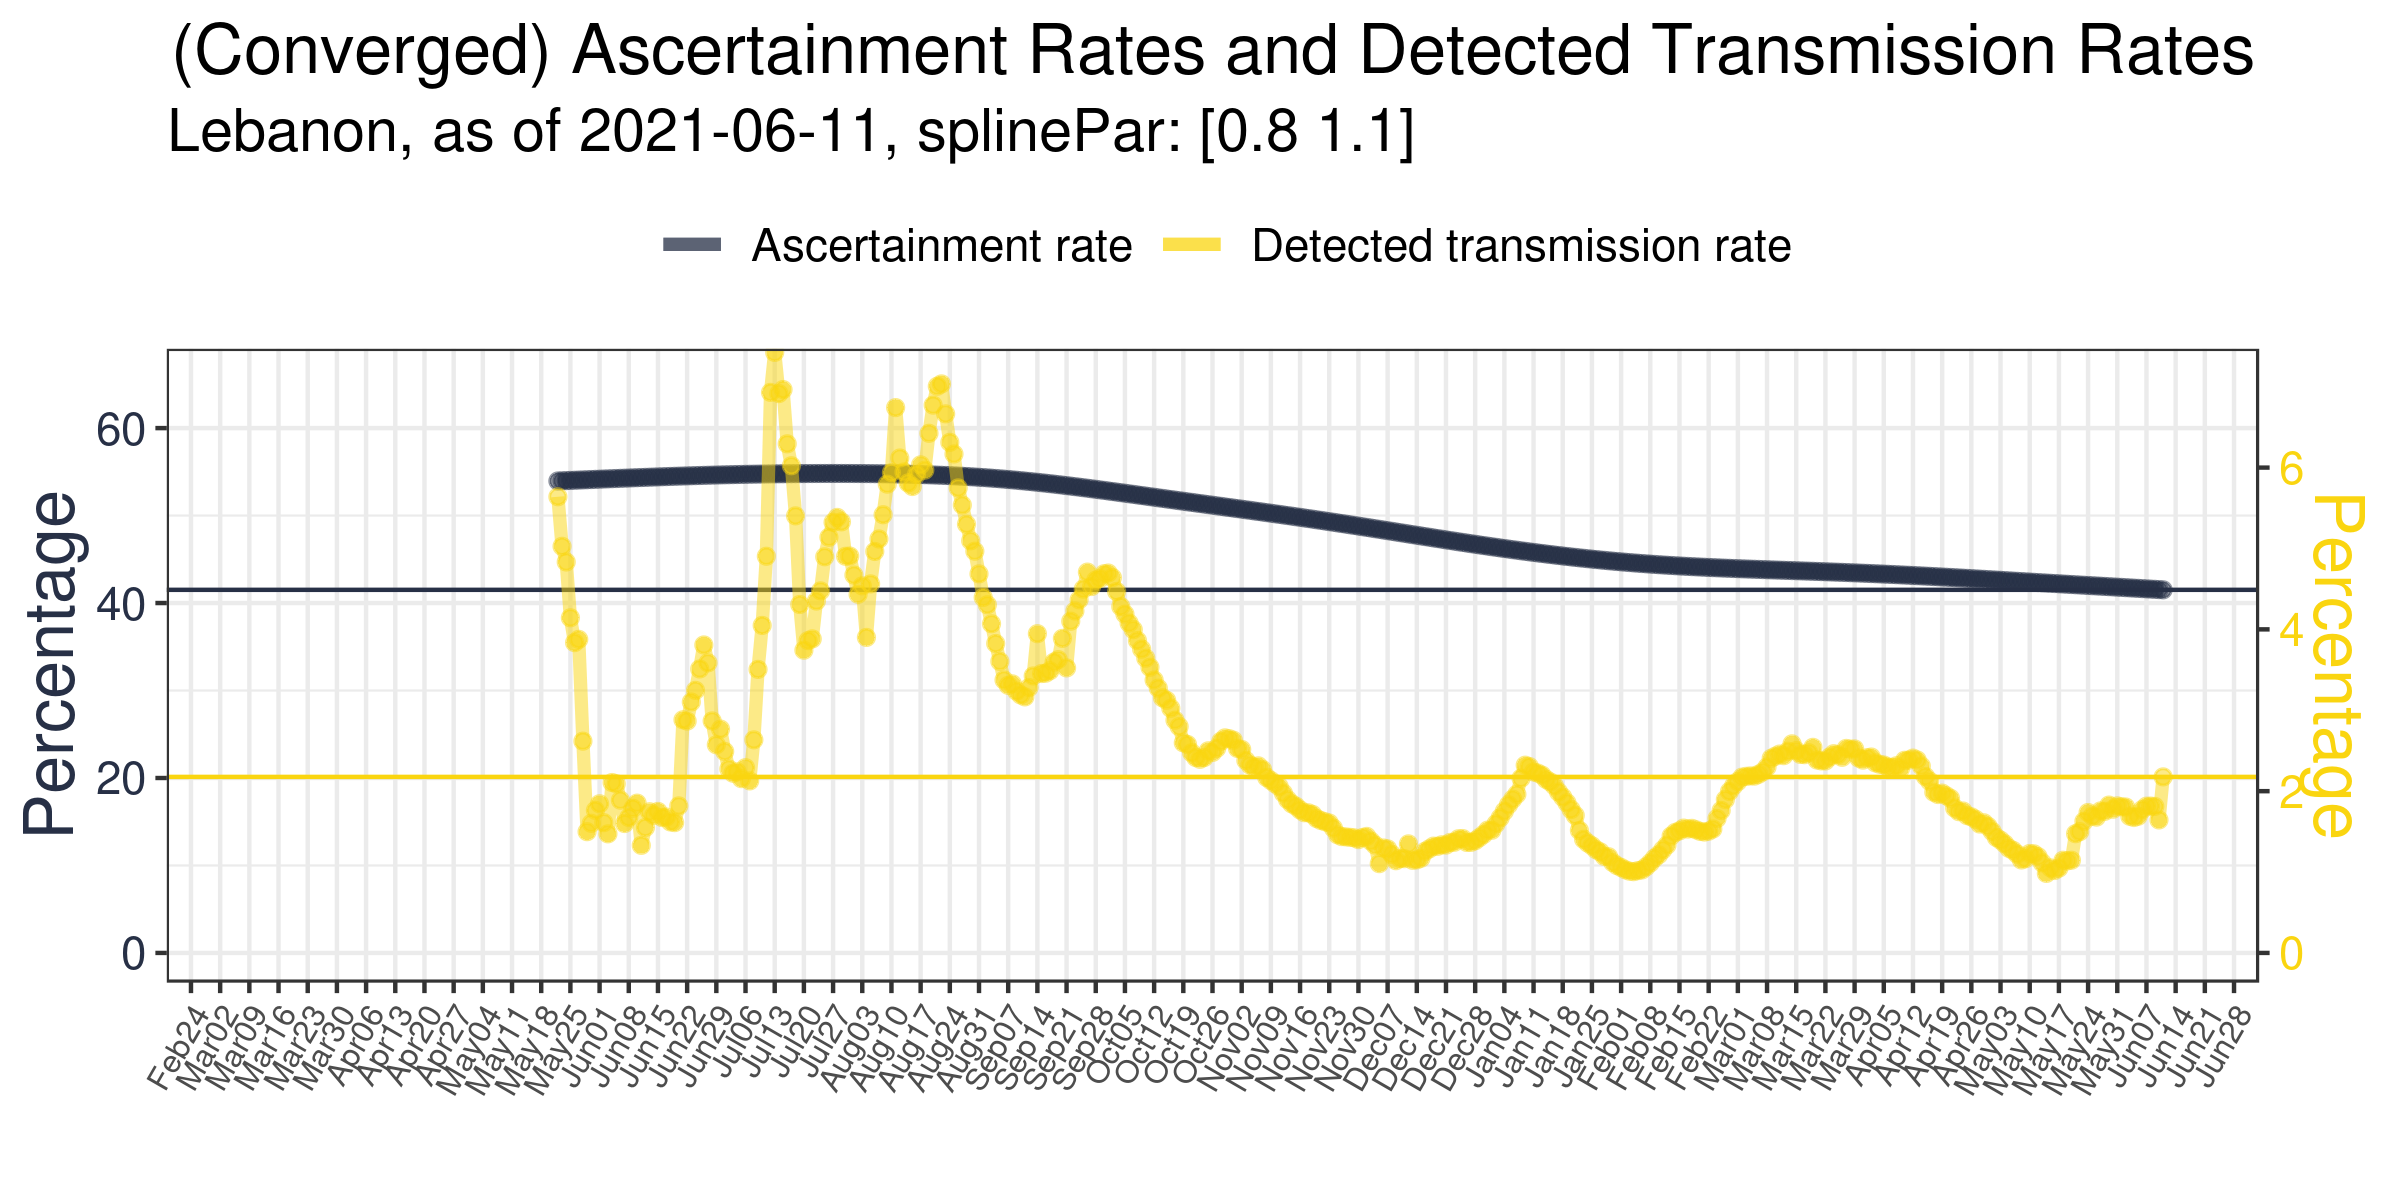 (Converged) Ascertainment Rates and Detected Transmission Rates
Lebanon, as of 2021-06-11, splinePar: [0.8 1.1]
Ascertainment rate Detected transmission rate
Percentage
60
40
20
0
6
4
2
0
Percentage
Feb24 Mar02 Mar09 Mar16 Mar23 Mar30 Apr06 Apr13 Apr20 Apr27 May04 May11 May18 May25 Jun01 Jun08 Jun15 Jun22 Jun29 Jul06 Jul13 Jul20 Jul27 Aug03 Aug10 Aug17 Aug24 Aug31 Sep07 Sep14 Sep21 Sep28 Oct05 Oct12 Oct19 Oct26 Nov02 Nov09 Nov16 Nov23 Nov30 Dec07 Dec14 Dec21 Dec28 Jan04 Jan11 Jan18 Jan25 Feb01 Feb08 Feb15 Feb22 Mar01 Mar08 Mar15 Mar22 Mar29 Apr05 Apr12 Apr19 Apr26 May03 May10 May17 May24 May31 Jun07 Jun14 Jun21 Jun28